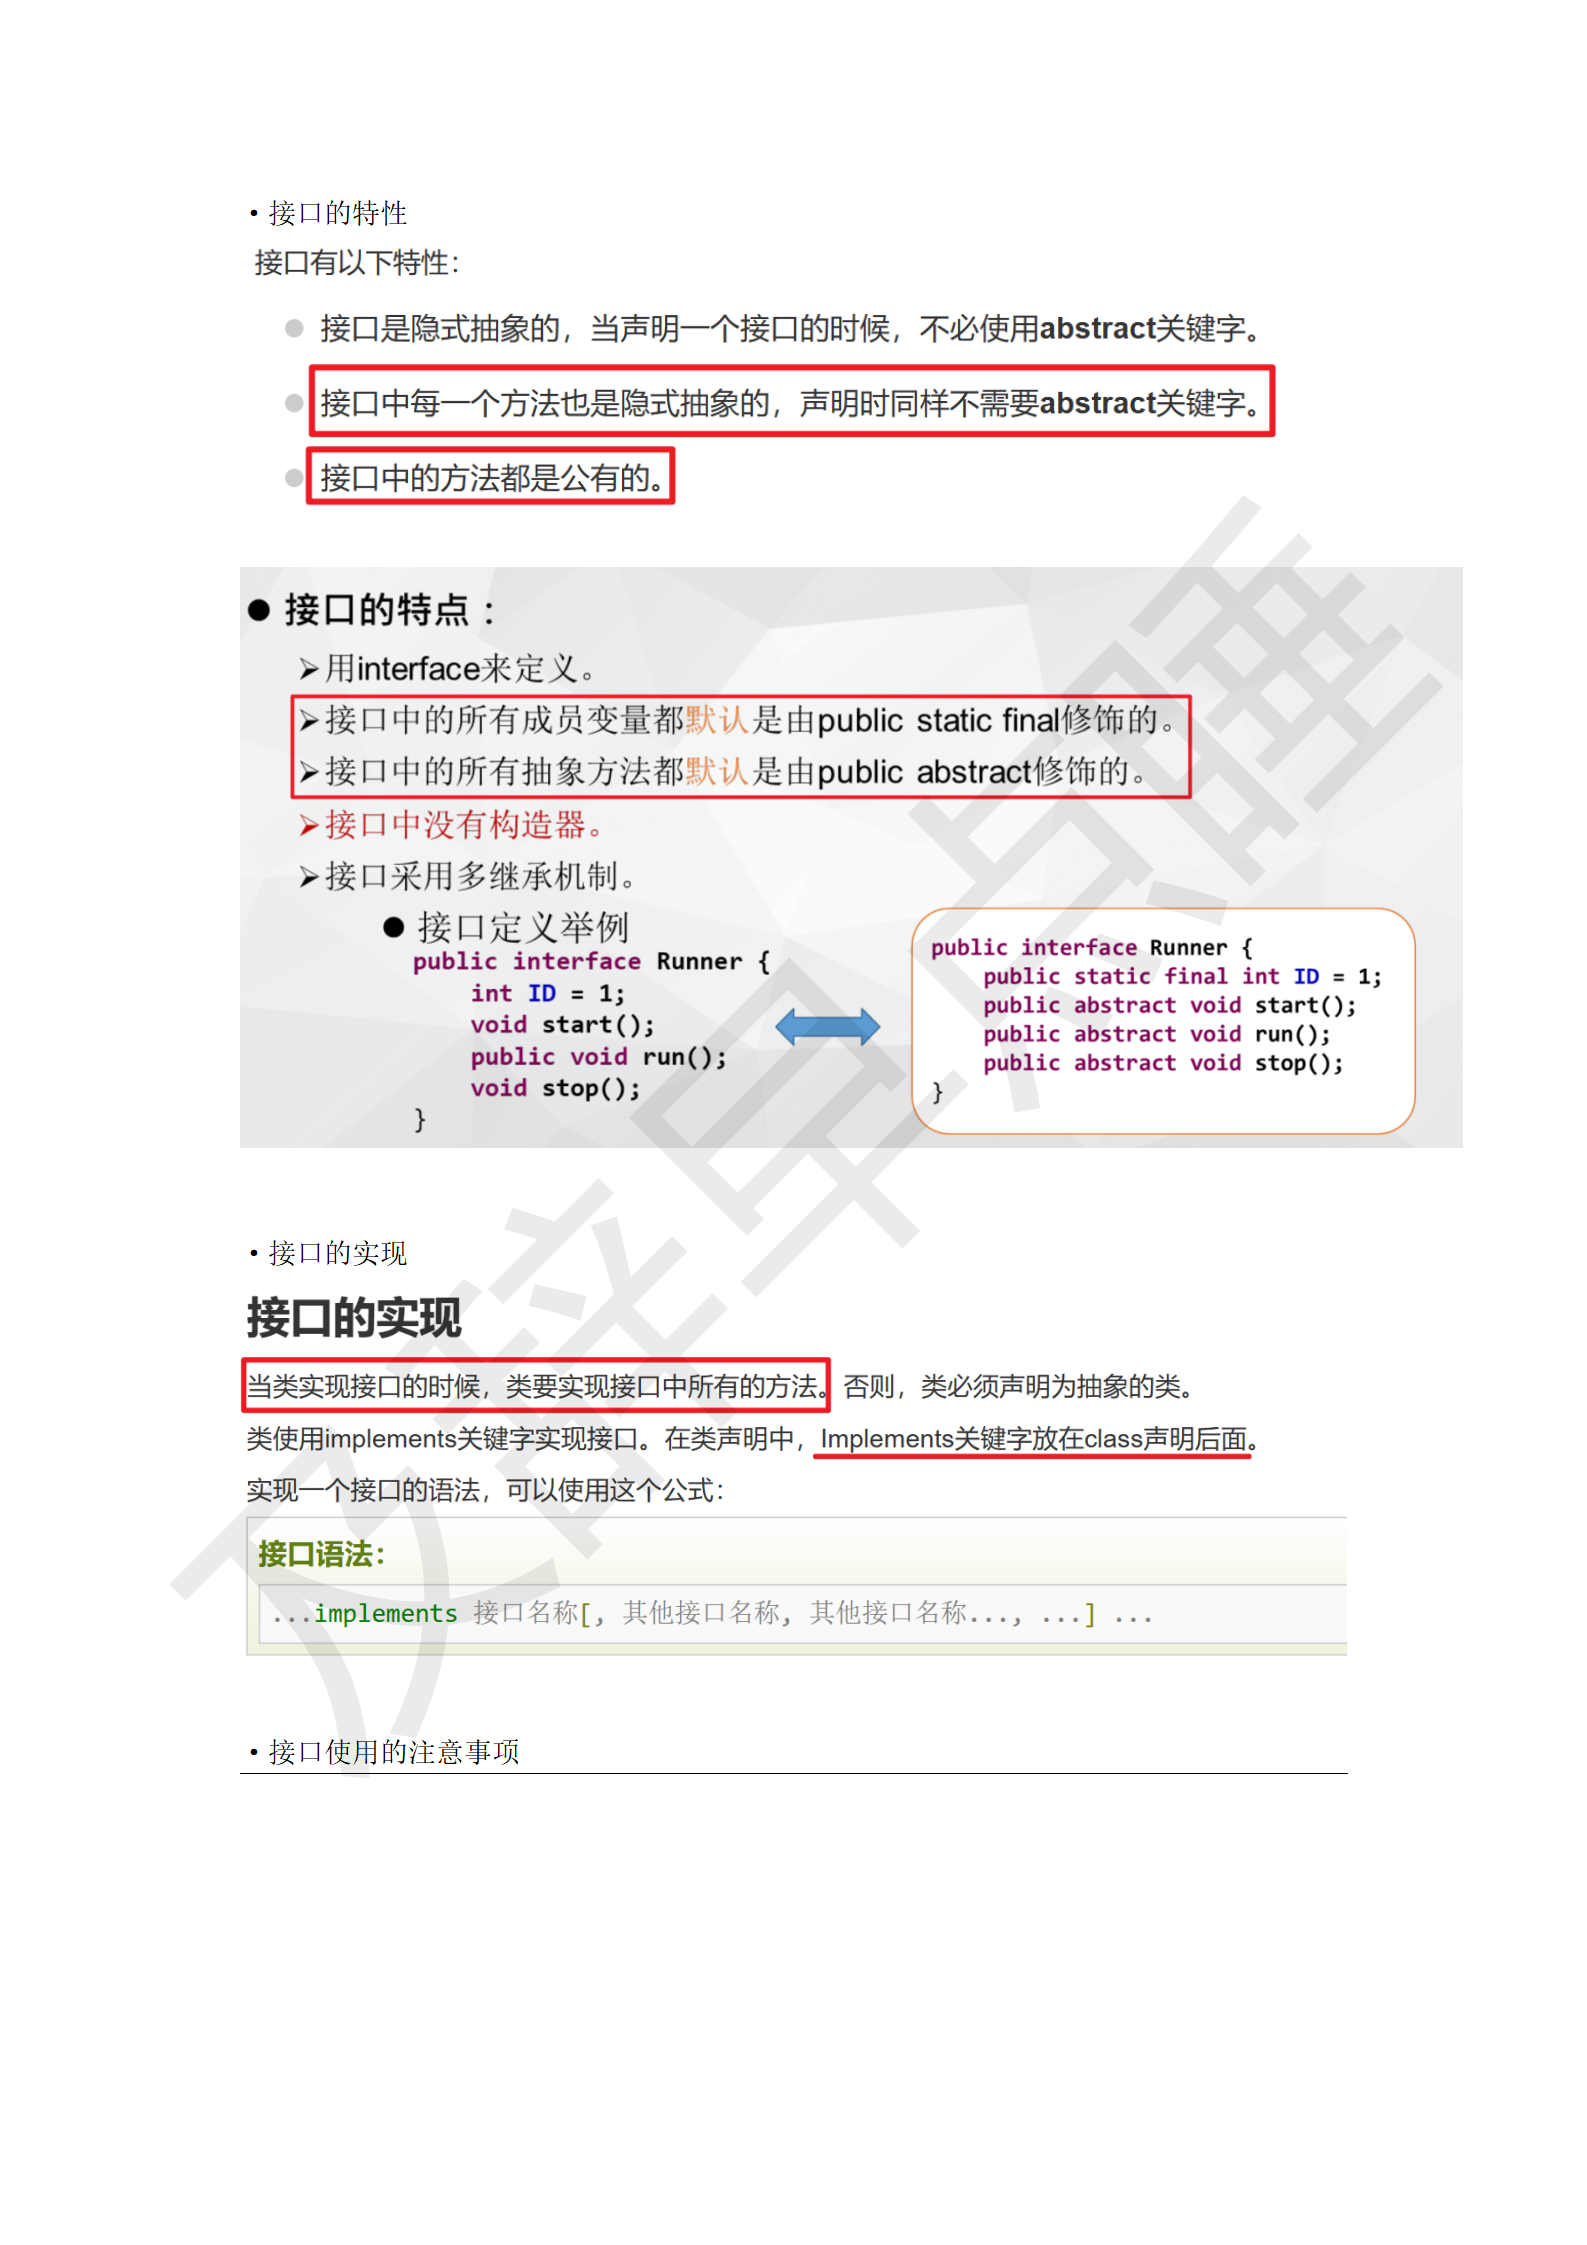 • 接口的特性
接口有以下特性：
接口是隐式抽象的，当声明一个接口的时候，不必使用abstract关键字。
接口中每一个方法也是隐式抽象的，声明时同样不需要abstract关键字。
接口中的方法都是公有的。
● 接口的特点：
➢用interface来定义。
➢接口中的所有成员变量都默认是由public static final修饰的。
➢接口中的所有抽象方法都默认是由public abstract修饰的。
➢接口中没有构造器。
➢接口采用多继承机制。
● 接口定义举例
public interface Runner {
int ID = 1;
void start();
public void run();
void stop();
}
public interface Runner {
public static final int ID = 1;
public abstract void start();
public abstract void run();
public abstract void stop();
}
• 接口的实现
接口的实现
当类实现接口的时候，类要实现接口中所有的方法。否则，类必须声明为抽象的类。
类使用implements关键字实现接口。在类声明中，Implements关键字放在class声明后面。
实现一个接口的语法，可以使用这个公式：
接口语法：
...implements 接口名称[, 其他接口名称, 其他接口名称..., ...] ...
• 接口使用的注意事项